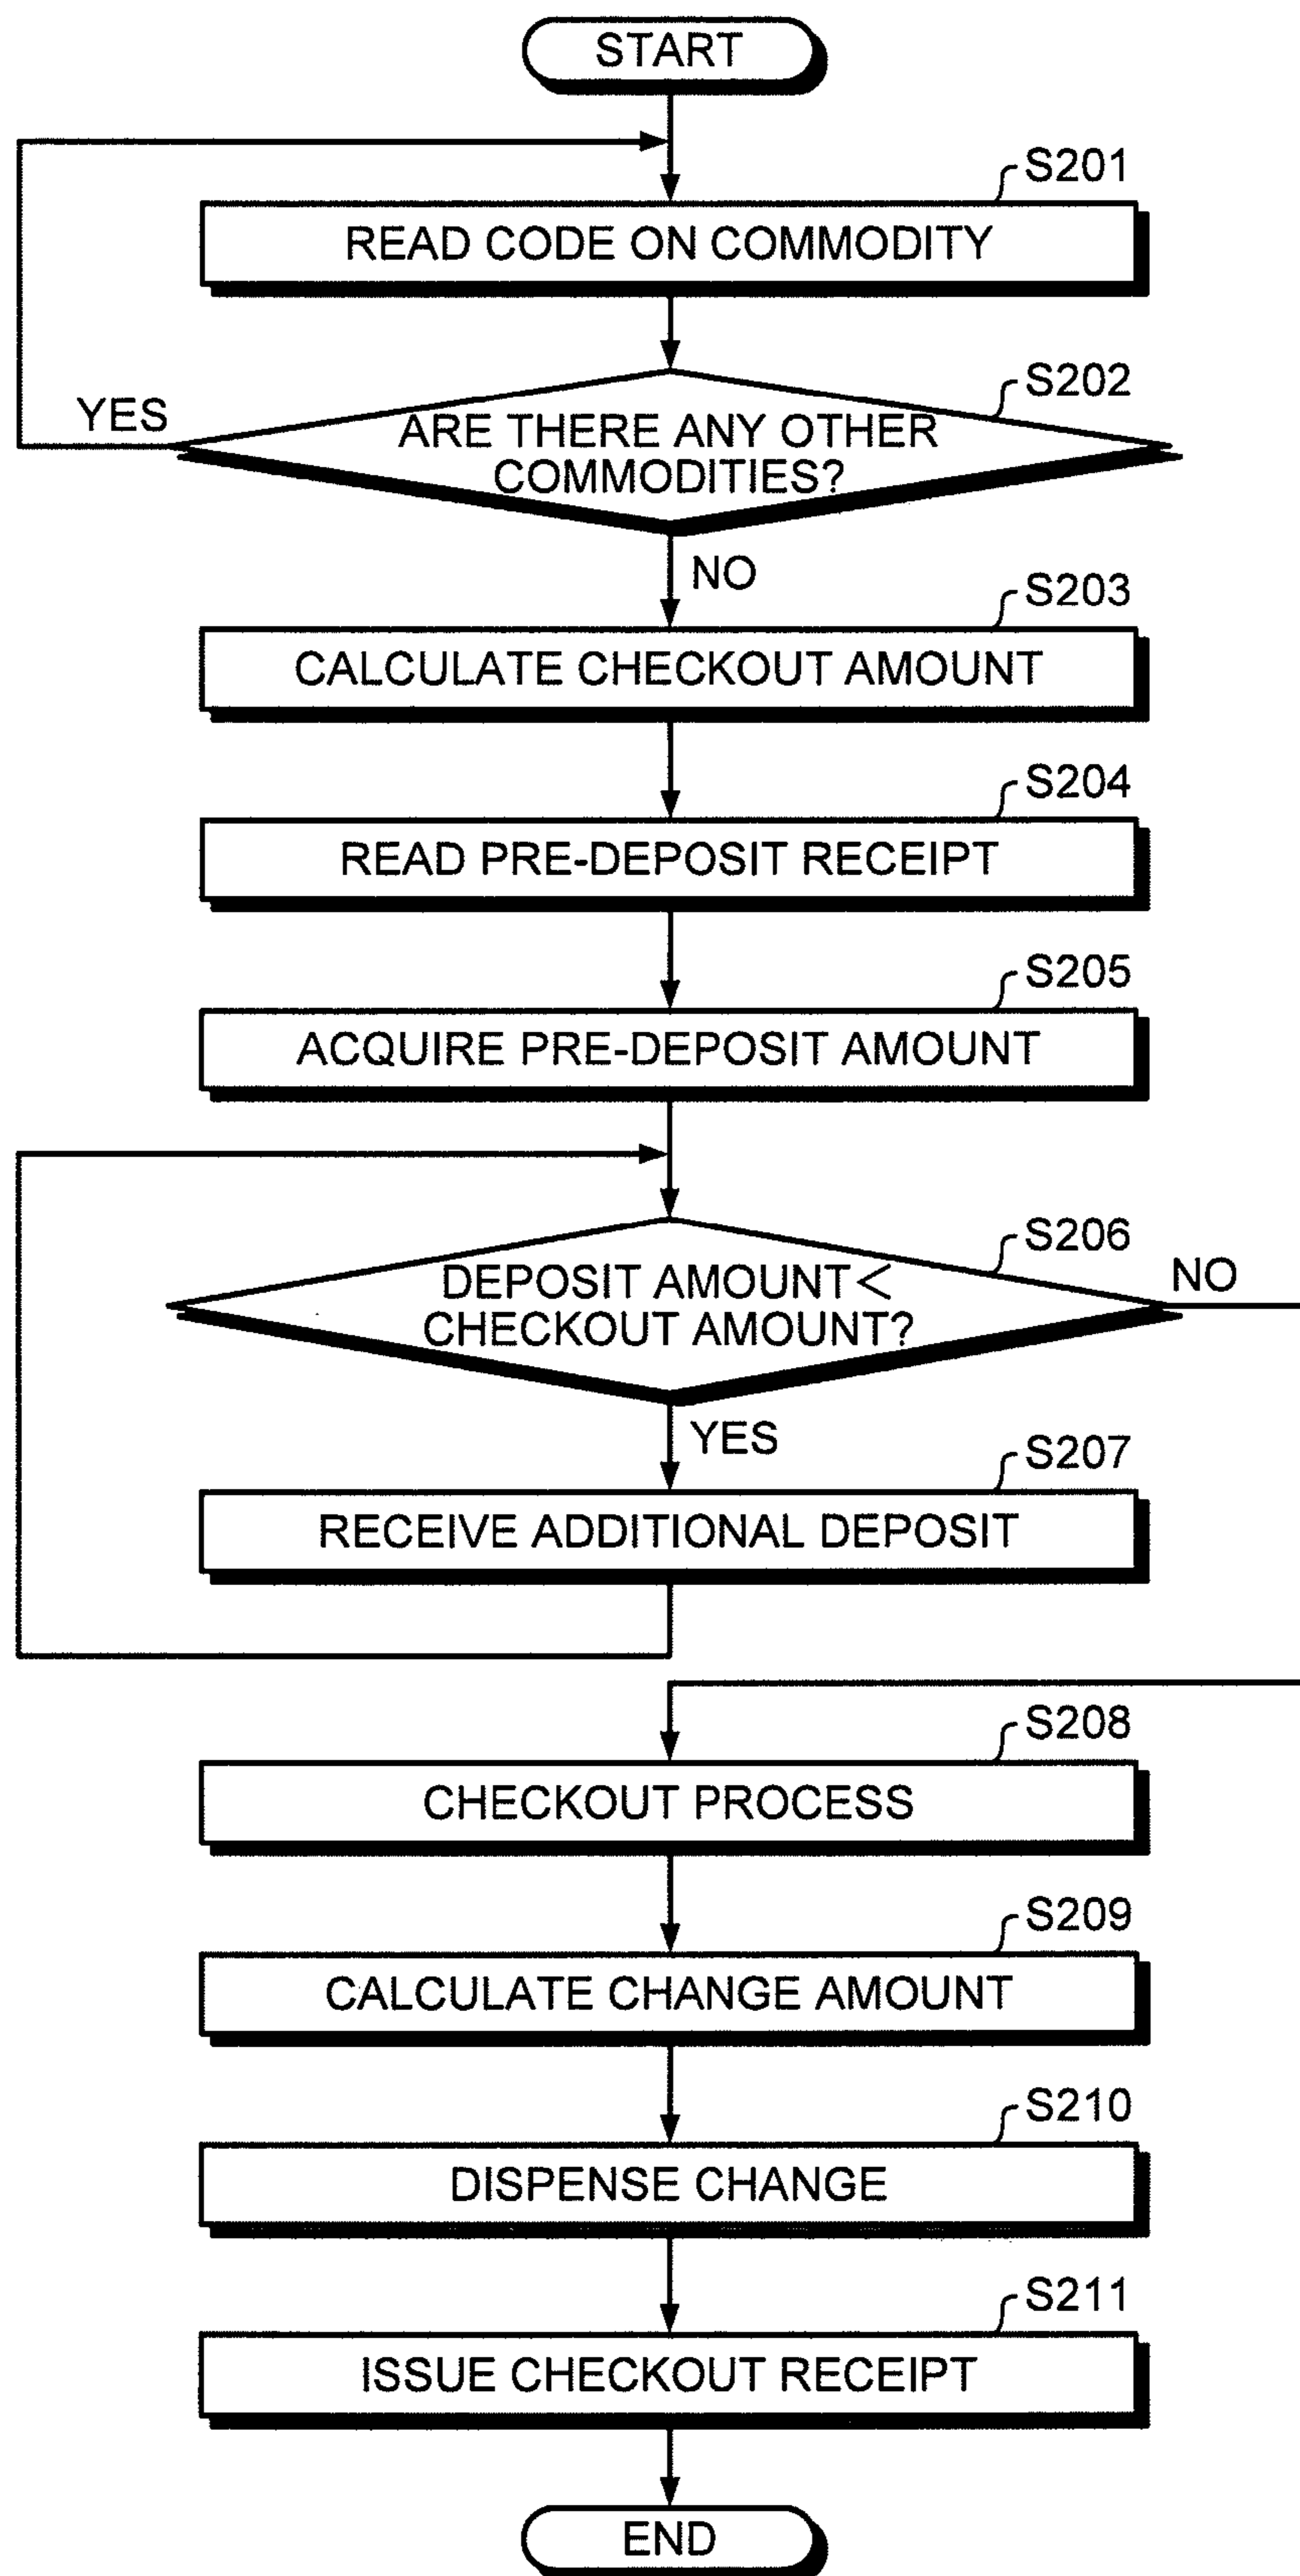 START
S201
READ CODE ON COMMODITY
S202
YES
ARE THERE ANY OTHER
COMMODITIES?
NO
S203
CALCULATE CHECKOUT AMOUNT
S204
READ PRE-DEPOSIT RECEIPT
S205
ACQUIRE PRE-DEPOSIT AMOUNT
S206
NO
DEPOSIT AMOUNT<
CHECKOUT AMOUNT?
YES
S207
RECEIVE ADDITIONAL DEPOSIT
S208
CHECKOUT PROCESS
S209
CALCULATE CHANGE AMOUNT
S210
DISPENSE CHANGE
S211
ISSUE CHECKOUT RECEIPT
END